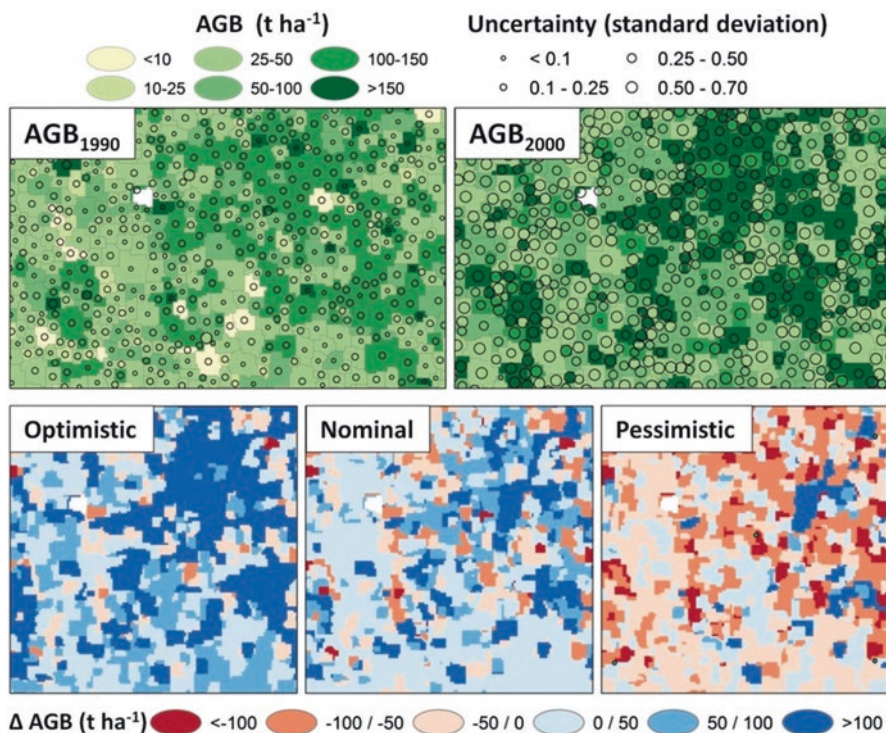 AGB (t ha⁻¹)
Uncertainty (standard deviation)
<10 25-50 100-150
10-25 50-100 >150
< 0.1 0.25 - 0.50
0.1 - 0.25 0.50 - 0.70
AGB₁₉₉₀
AGB₂₀₀₀
Optimistic
Nominal
Pessimistic
Δ AGB (t ha⁻¹) <-100 -100 / -50 -50 / 0 0 / 50 50 / 100 >100